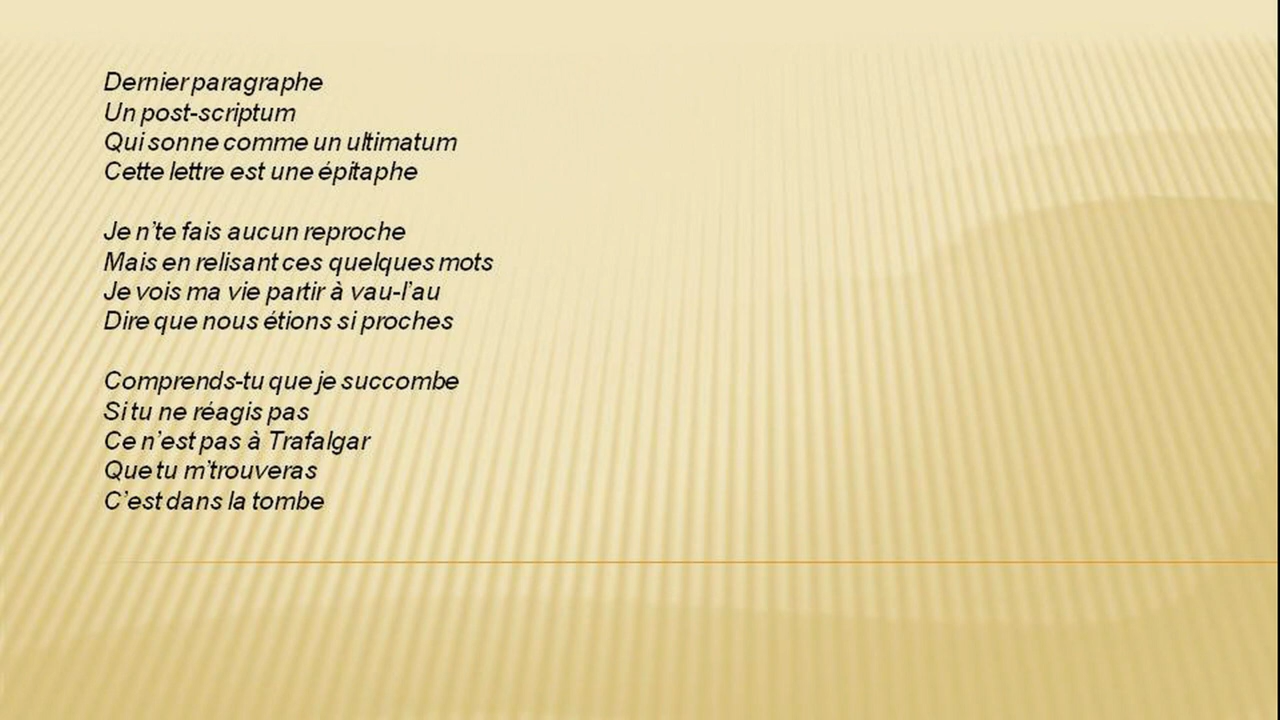 Dernier paragraphe
Un post-scriptum
Qui sonne comme un ultimatum
Cette lettre est une épitaphe
Je n’te fais aucun reproche
Mais en relisant ces quelques mots
Je vois ma vie partir à vau-l’au
Dire que nous étions si proches
Comprends-tu que je succombe
Si tu ne réagis pas
Ce n’est pas à Trafalgar
Que tu m’trouveras
C’est dans la tombe